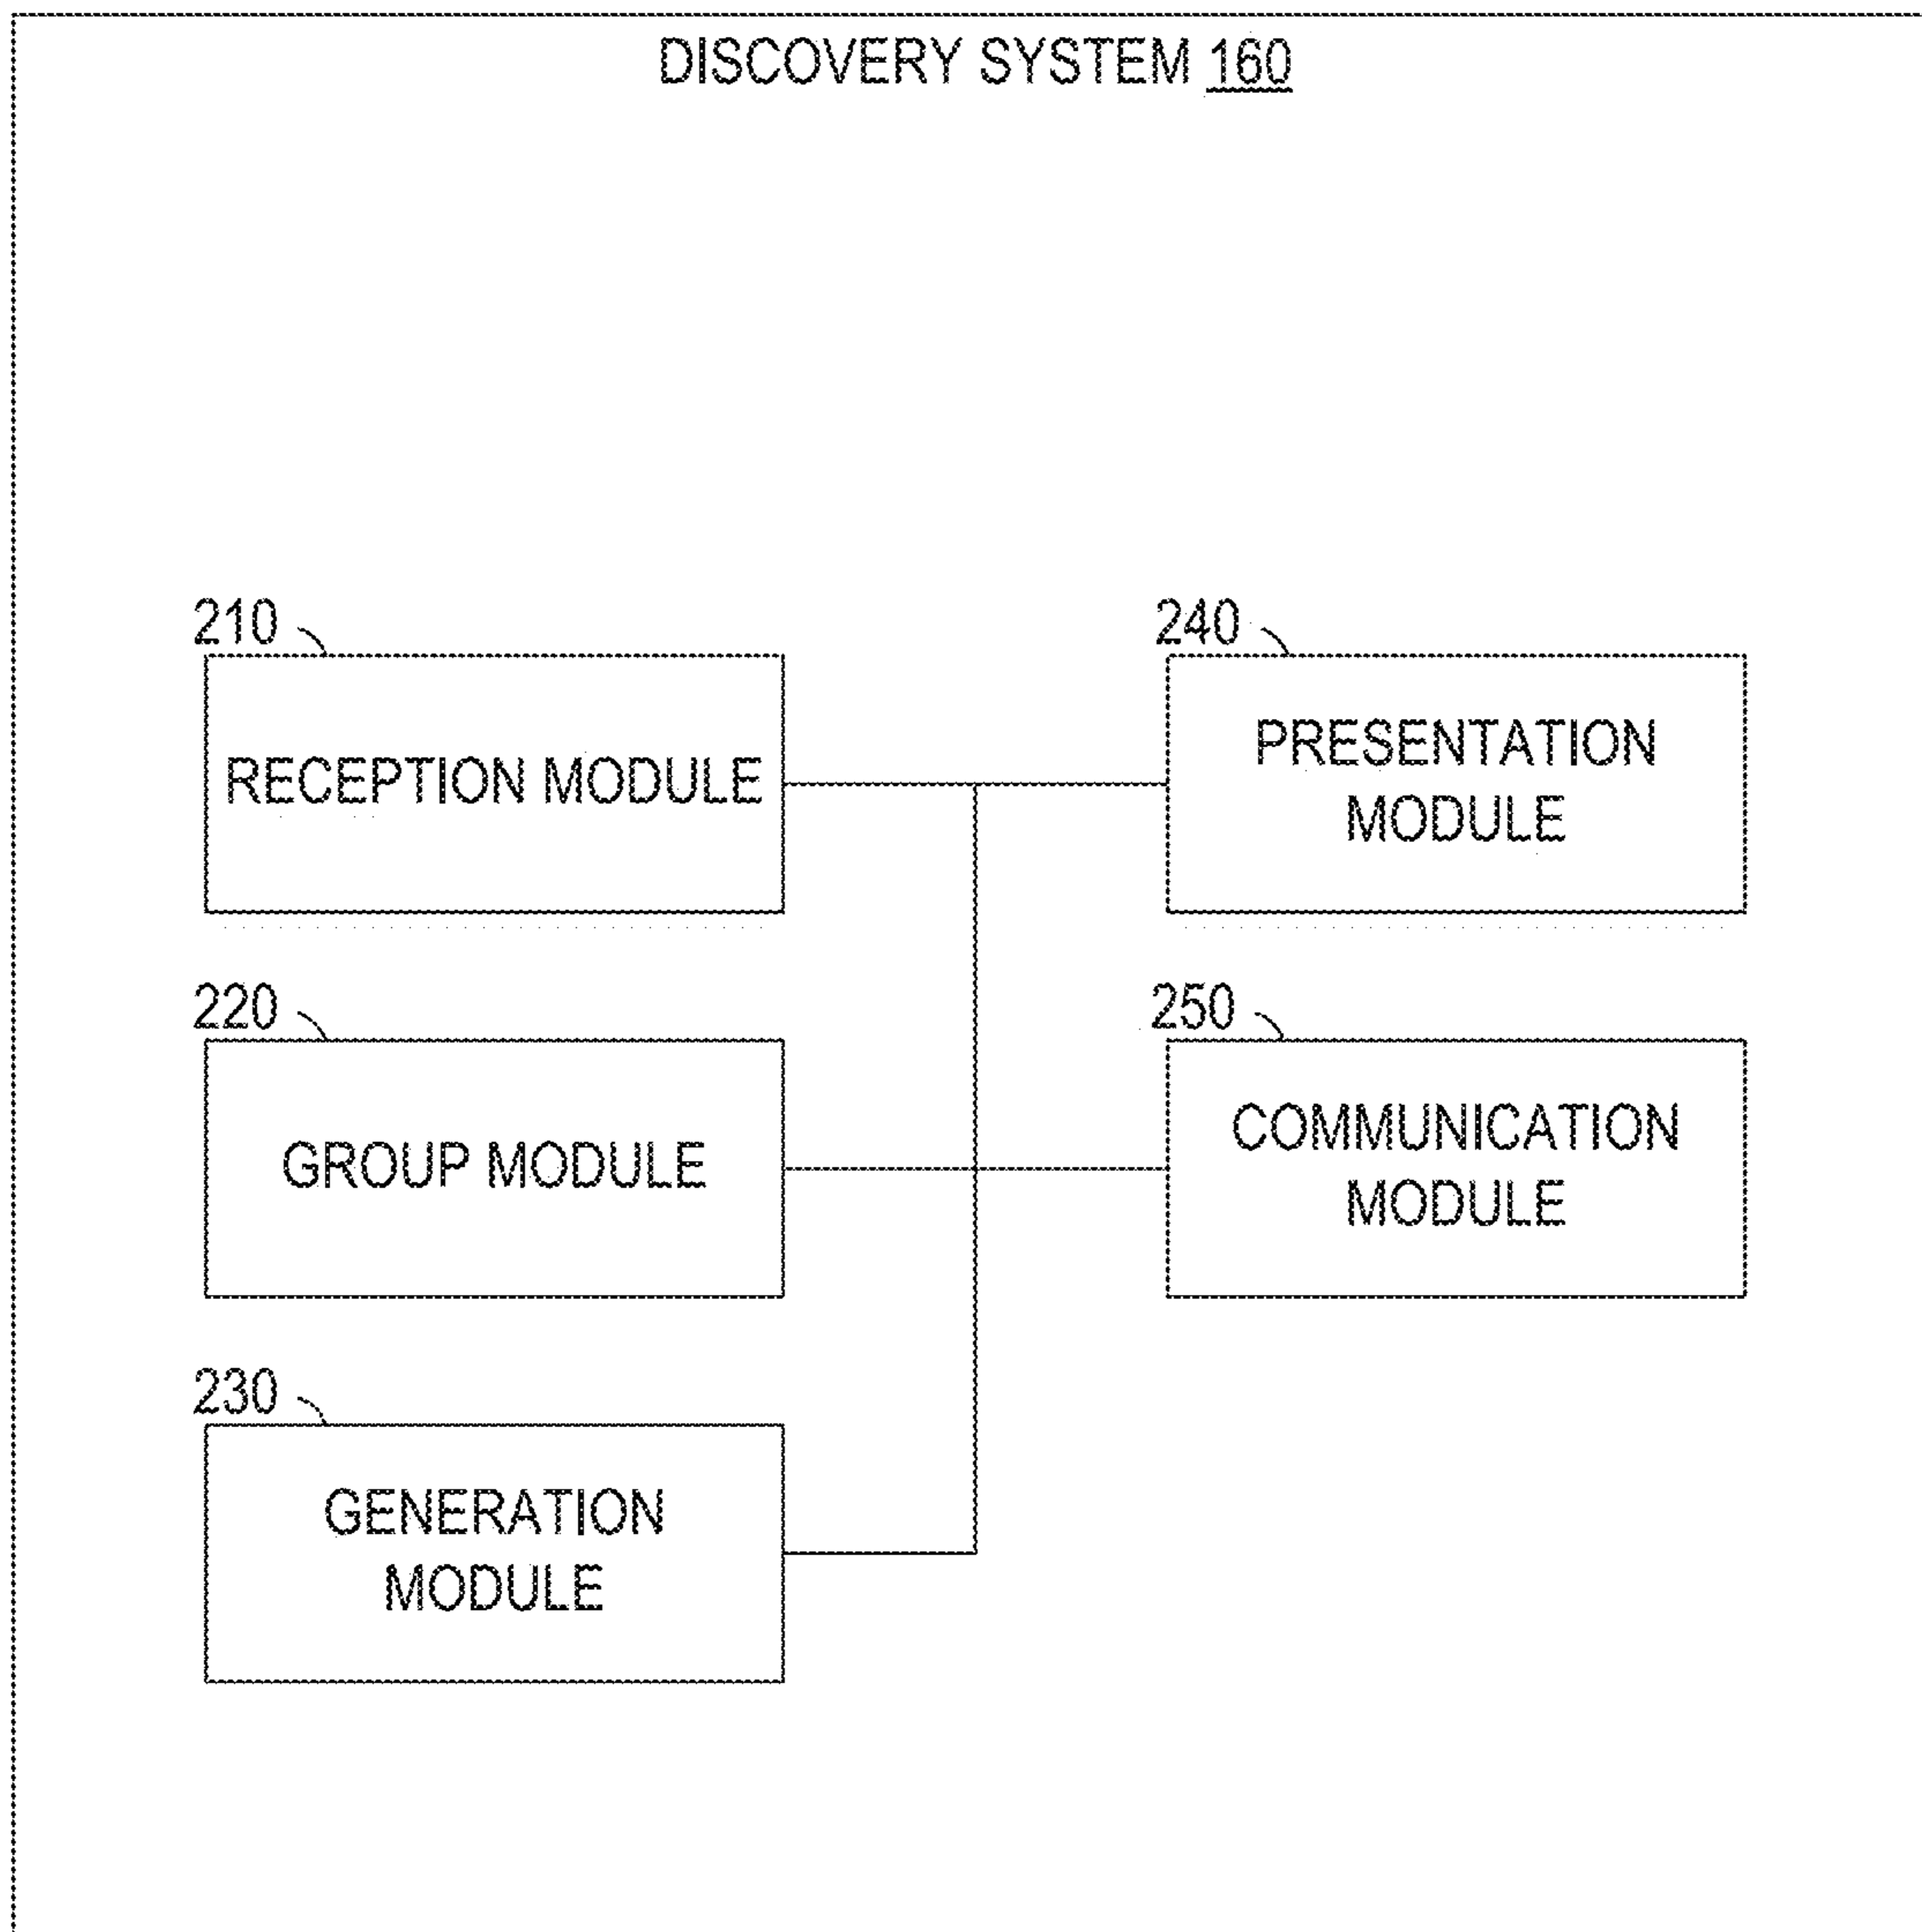 DISCOVERY SYSTEM 160
210
RECEPTION MODULE
240
PRESENTATION
MODULE
220
GROUP MODULE
250
COMMUNICATION
MODULE
230
GENERATION
MODULE